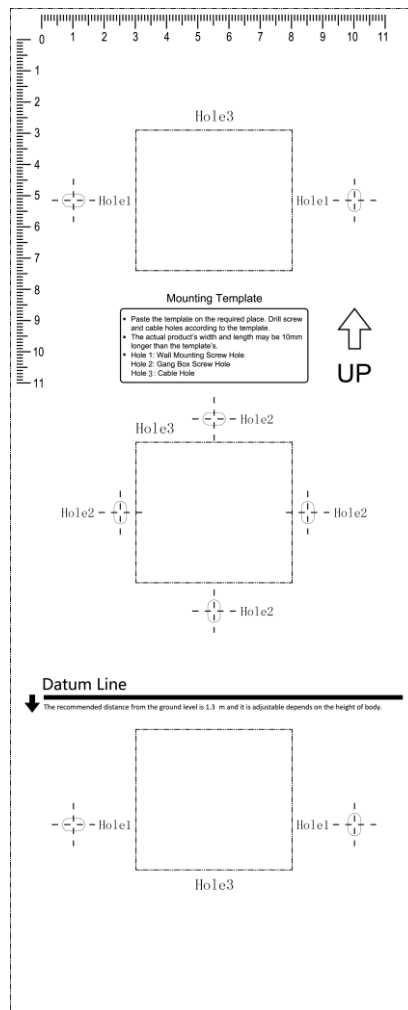 0 1 2 3 4 5 6 7 8 9 10 11
1
2
3
4
5
6
7
8
9
10
11
Hole3
Hole1
Hole1
Mounting Template
• Paste the template on the required place. Drill screw
and cable holes according to the template.
• The actual product's width and length may be 10mm
longer than the template's.
• Hole 1: Wall Mounting Screw Hole
Hole 2: Gang Box Screw Hole
Hole 3: Cable Hole
UP
Hole2
Hole3
Hole2
Hole2
Hole2
Datum Line
The recommended distance from the ground level is 1.3 m and it is adjustable depends on the height of body.
Hole1
Hole1
Hole3